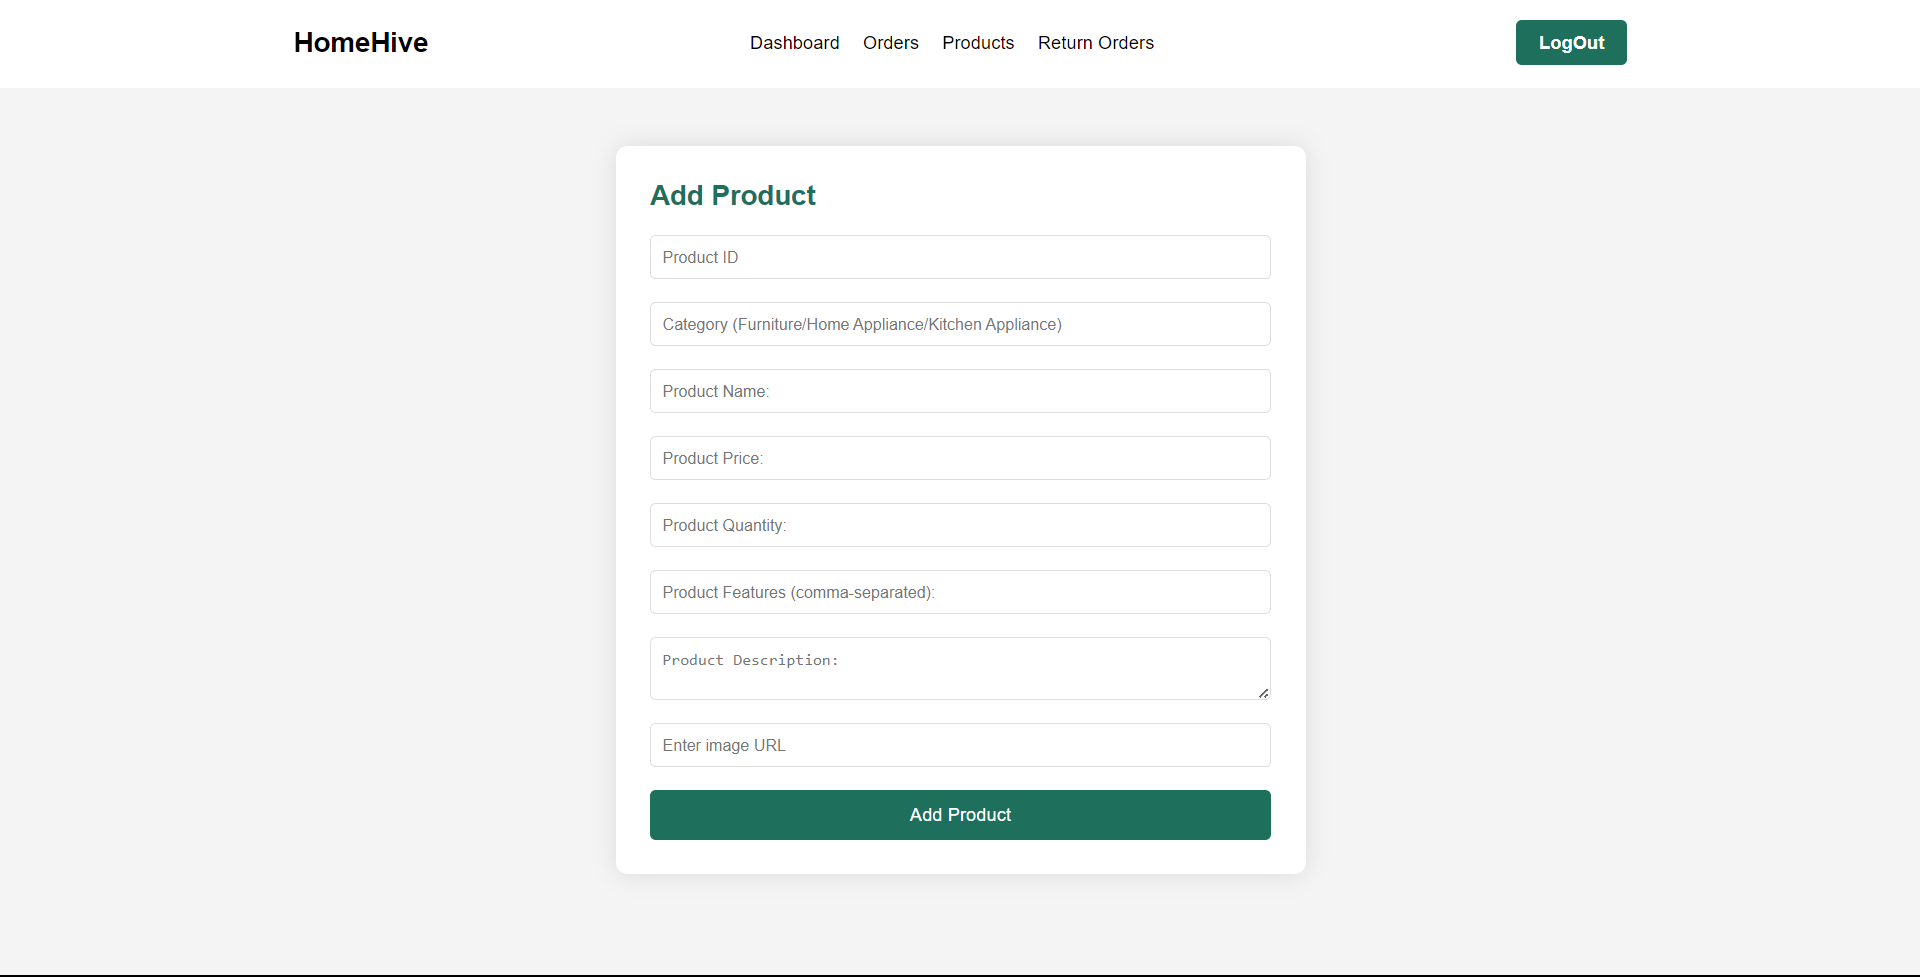 HomeHive
Dashboard Orders Products Return Orders
LogOut
Add Product
Product ID
Category (Furniture/Home Appliance/Kitchen Appliance)
Product Name:
Product Price:
Product Quantity:
Product Features (comma-separated):
Product Description:
Enter image URL
Add Product